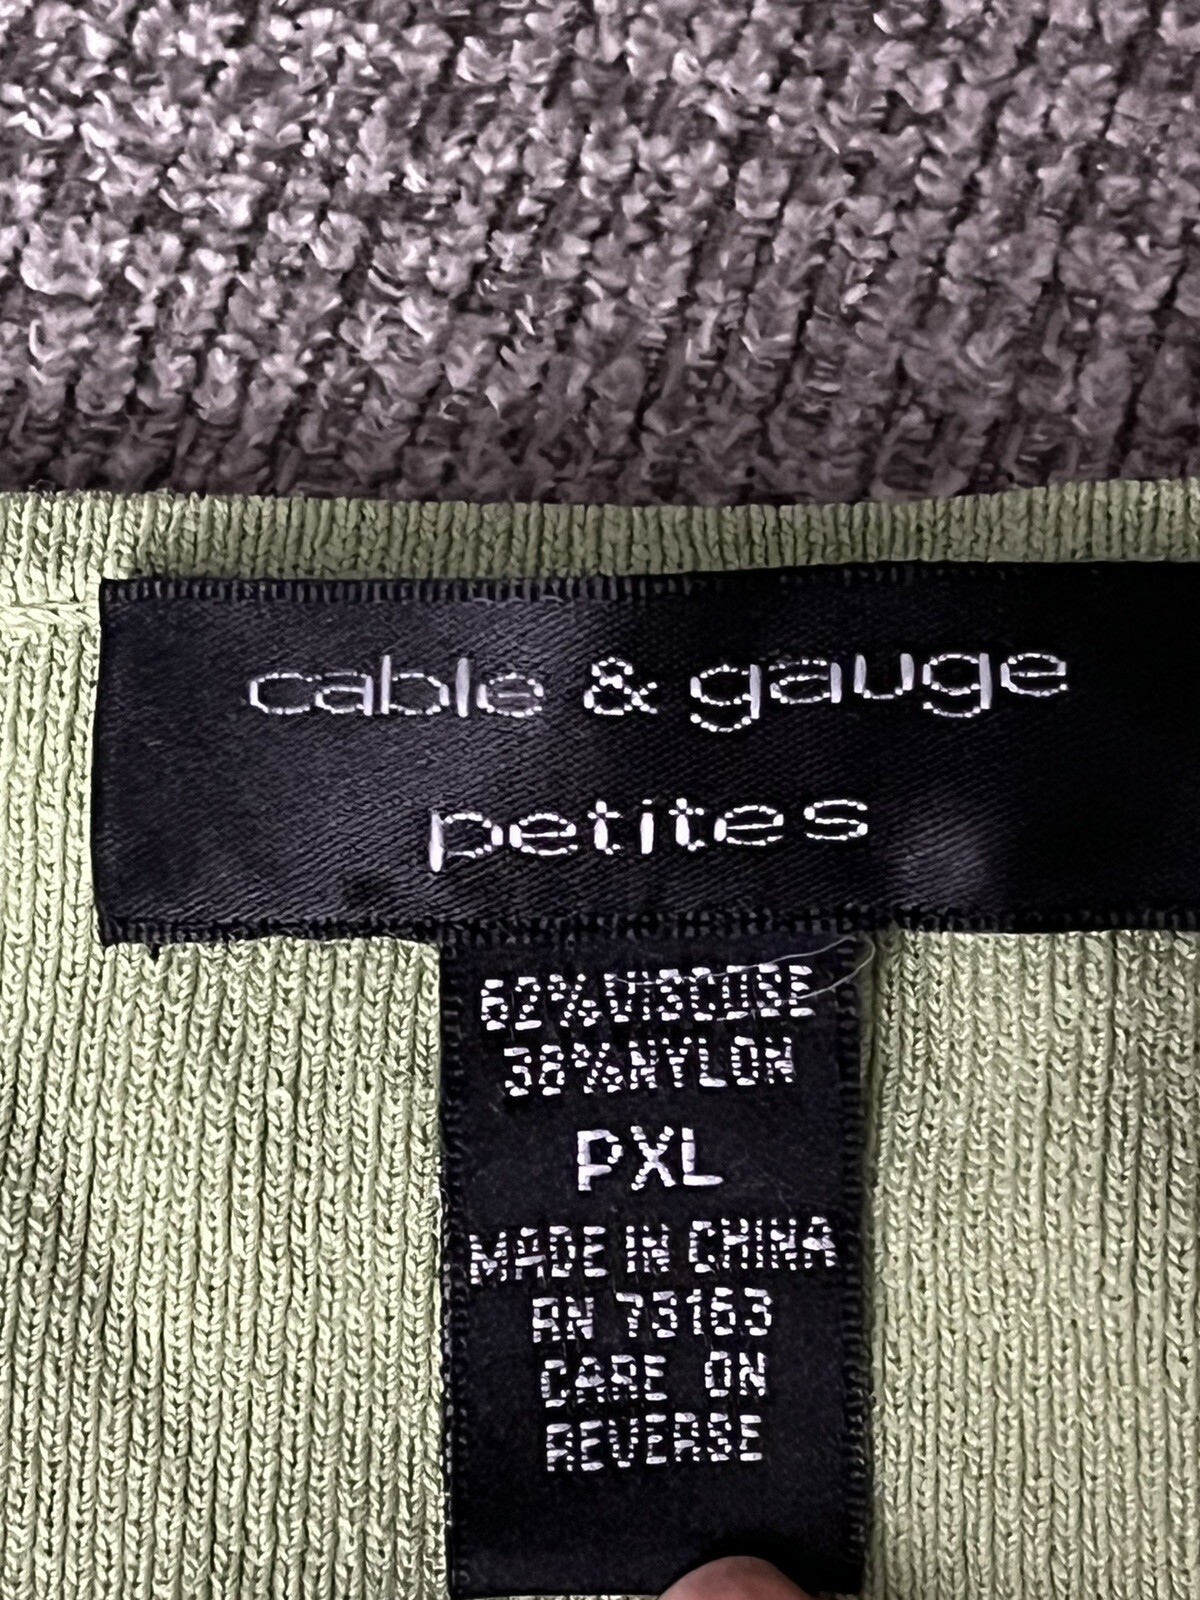 cable & gauge
petites
62%VISCOSE
38%NYLON
PXL
MADE IN CHINA
RN 73163
CARE ON
REVERSE